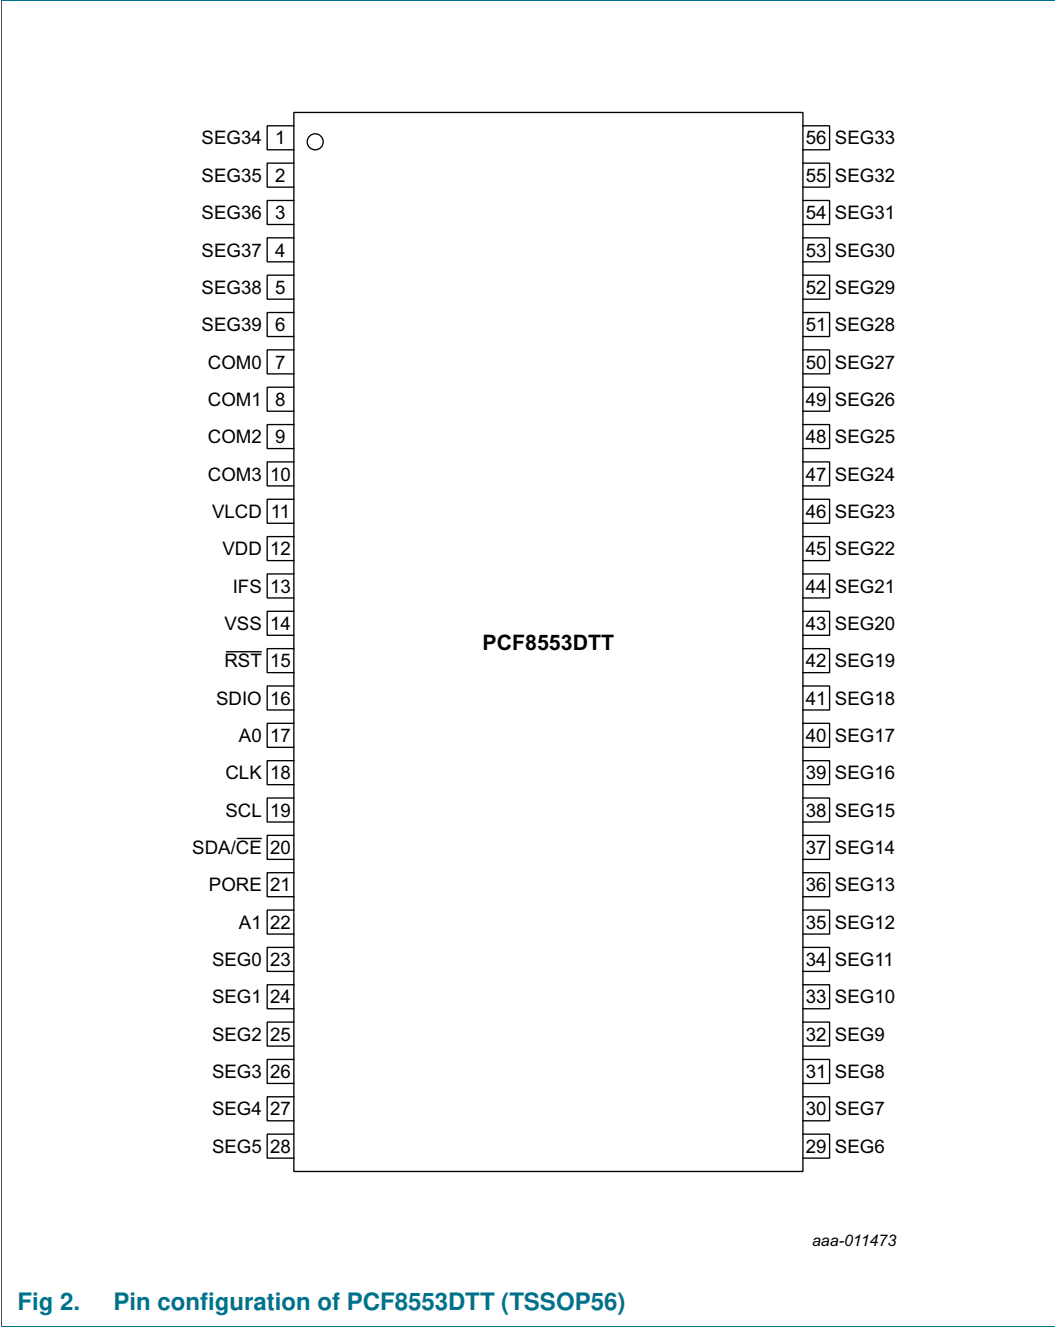 SEG34 1 56 SEG33
SEG35 2 55 SEG32
SEG36 3 54 SEG31
SEG37 4 53 SEG30
SEG38 5 52 SEG29
SEG39 6 51 SEG28
COM0 7 50 SEG27
COM1 8 49 SEG26
COM2 9 48 SEG25
COM3 10 47 SEG24
VLCD 11 46 SEG23
VDD 12 45 SEG22
IFS 13 44 SEG21
VSS 14 43 SEG20
PCF8553DTT
R̅S̅T̅ 15 42 SEG19
SDIO 16 41 SEG18
A0 17 40 SEG17
CLK 18 39 SEG16
SCL 19 38 SEG15
SDA/C̅E̅ 20 37 SEG14
PORE 21 36 SEG13
A1 22 35 SEG12
SEG0 23 34 SEG11
SEG1 24 33 SEG10
SEG2 25 32 SEG9
SEG3 26 31 SEG8
SEG4 27 30 SEG7
SEG5 28 29 SEG6
aaa-011473
Fig 2. Pin configuration of PCF8553DTT (TSSOP56)